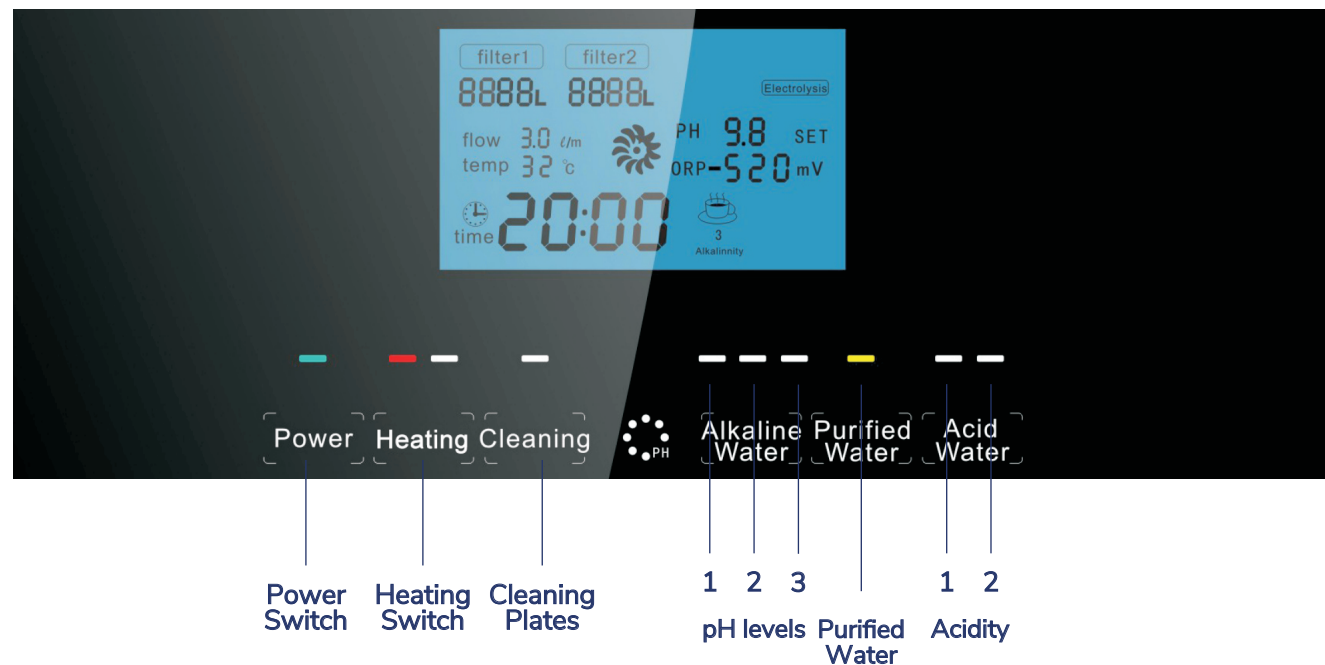 filter1 filter2
8888L 8888L
Electrolysis
flow 3.0 ℓ/m
PH 9.8 SET
temp 32 °C
ORP-520mV
time 20:00
3
Alkalinnity
Power Heating Cleaning PH Alkaline Water Purified Water Acid Water
Power Switch
Heating Switch
Cleaning Plates
1 2 3
pH levels
Purified Water
1 2
Acidity